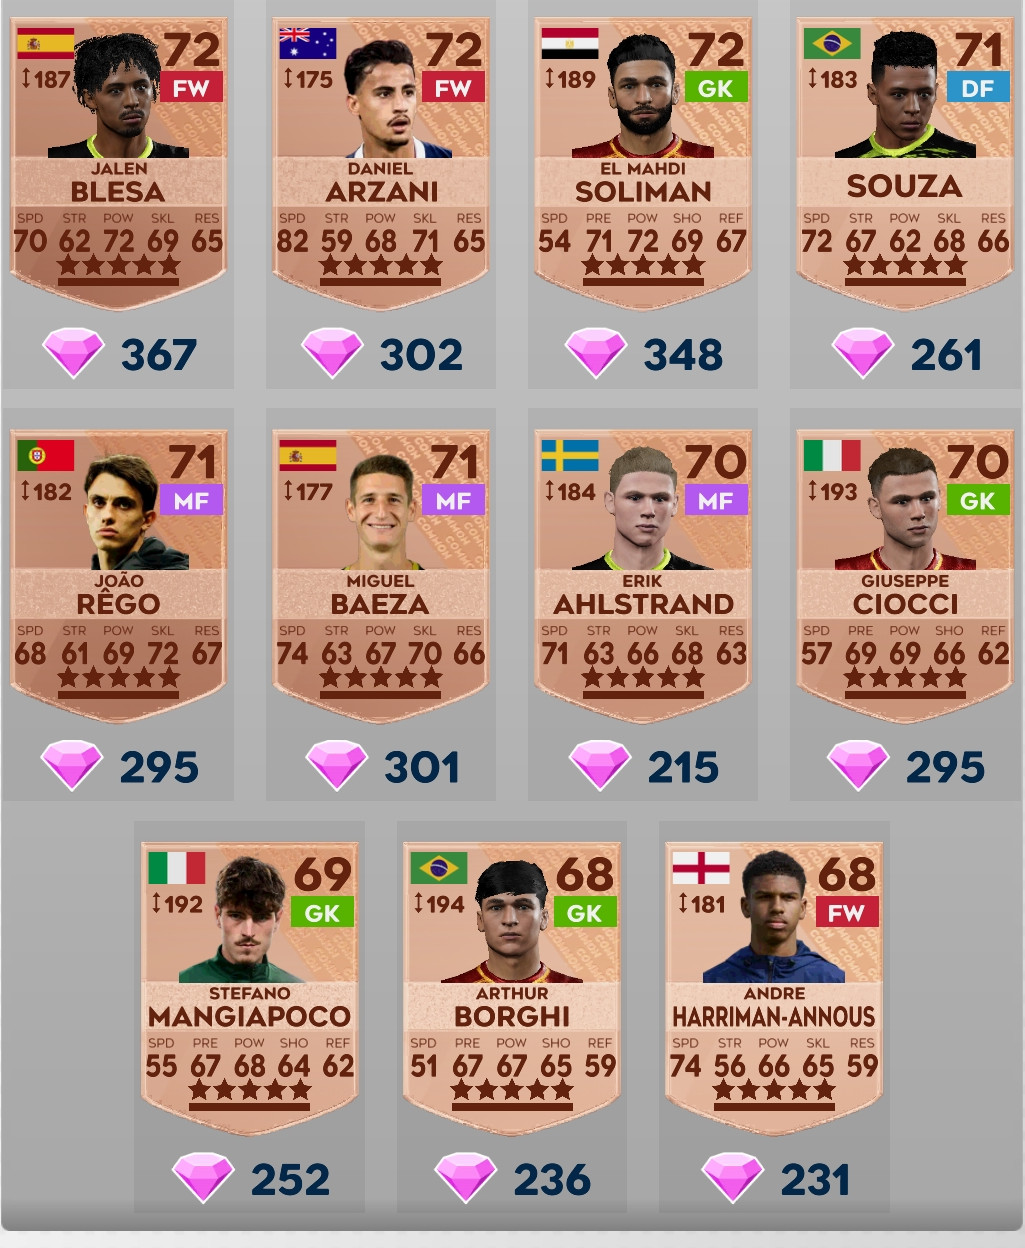 72
187
FW
JALEN
BLESA
SPD STR POW SKL RES
70 62 72 69 65
367
72
175
FW
DANIEL
ARZANI
SPD STR POW SKL RES
82 59 68 71 65
302
72
189
GK
EL MAHDI
SOLIMAN
SPD PRE POW SHO REF
54 71 72 69 67
348
71
183
DF
SOUZA
SPD STR POW SKL RES
72 67 62 68 66
261
71
182
MF
JOÃO
RÊGO
SPD STR POW SKL RES
68 61 69 72 67
295
71
177
MF
MIGUEL
BAEZA
SPD STR POW SKL RES
74 63 67 70 66
301
70
184
MF
ERIK
AHLSTRAND
SPD STR POW SKL RES
71 63 66 68 63
215
70
193
GK
GIUSEPPE
CIOCCI
SPD PRE POW SHO REF
57 69 69 66 62
295
69
192
GK
STEFANO
MANGIAPOCO
SPD PRE POW SHO REF
55 67 68 64 62
252
68
194
GK
ARTHUR
BORGHI
SPD PRE POW SHO REF
51 67 67 65 59
236
68
181
FW
ANDRE
HARRIMAN-ANNOUS
SPD STR POW SKL RES
74 56 66 65 59
231